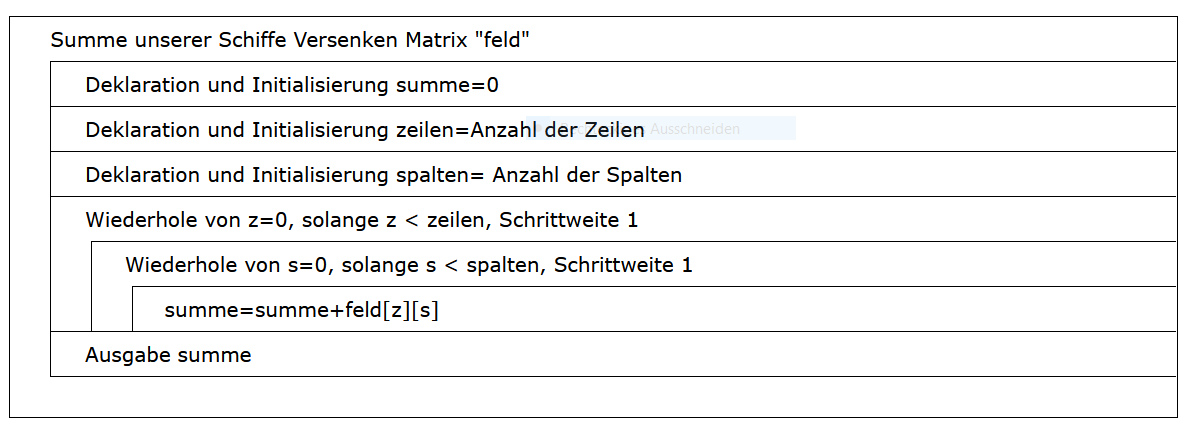 Summe unserer Schiffe Versenken Matrix "feld"
Deklaration und Initialisierung summe=0
Deklaration und Initialisierung zeilen=Anzahl der Zeilen
Ausschneiden
Deklaration und Initialisierung spalten= Anzahl der Spalten
Wiederhole von z=0, solange z < zeilen, Schrittweite 1
Wiederhole von s=0, solange s < spalten, Schrittweite 1
summe=summe+feld[z][s]
Ausgabe summe